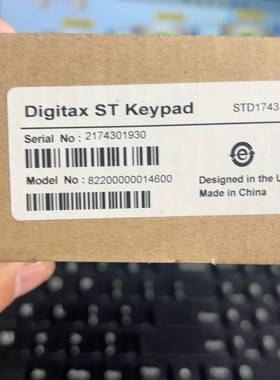 Digitax ST Keypad STD1743
Serial No : 2174301930
Model No : 82200000014600
Designed in the U
Made in China